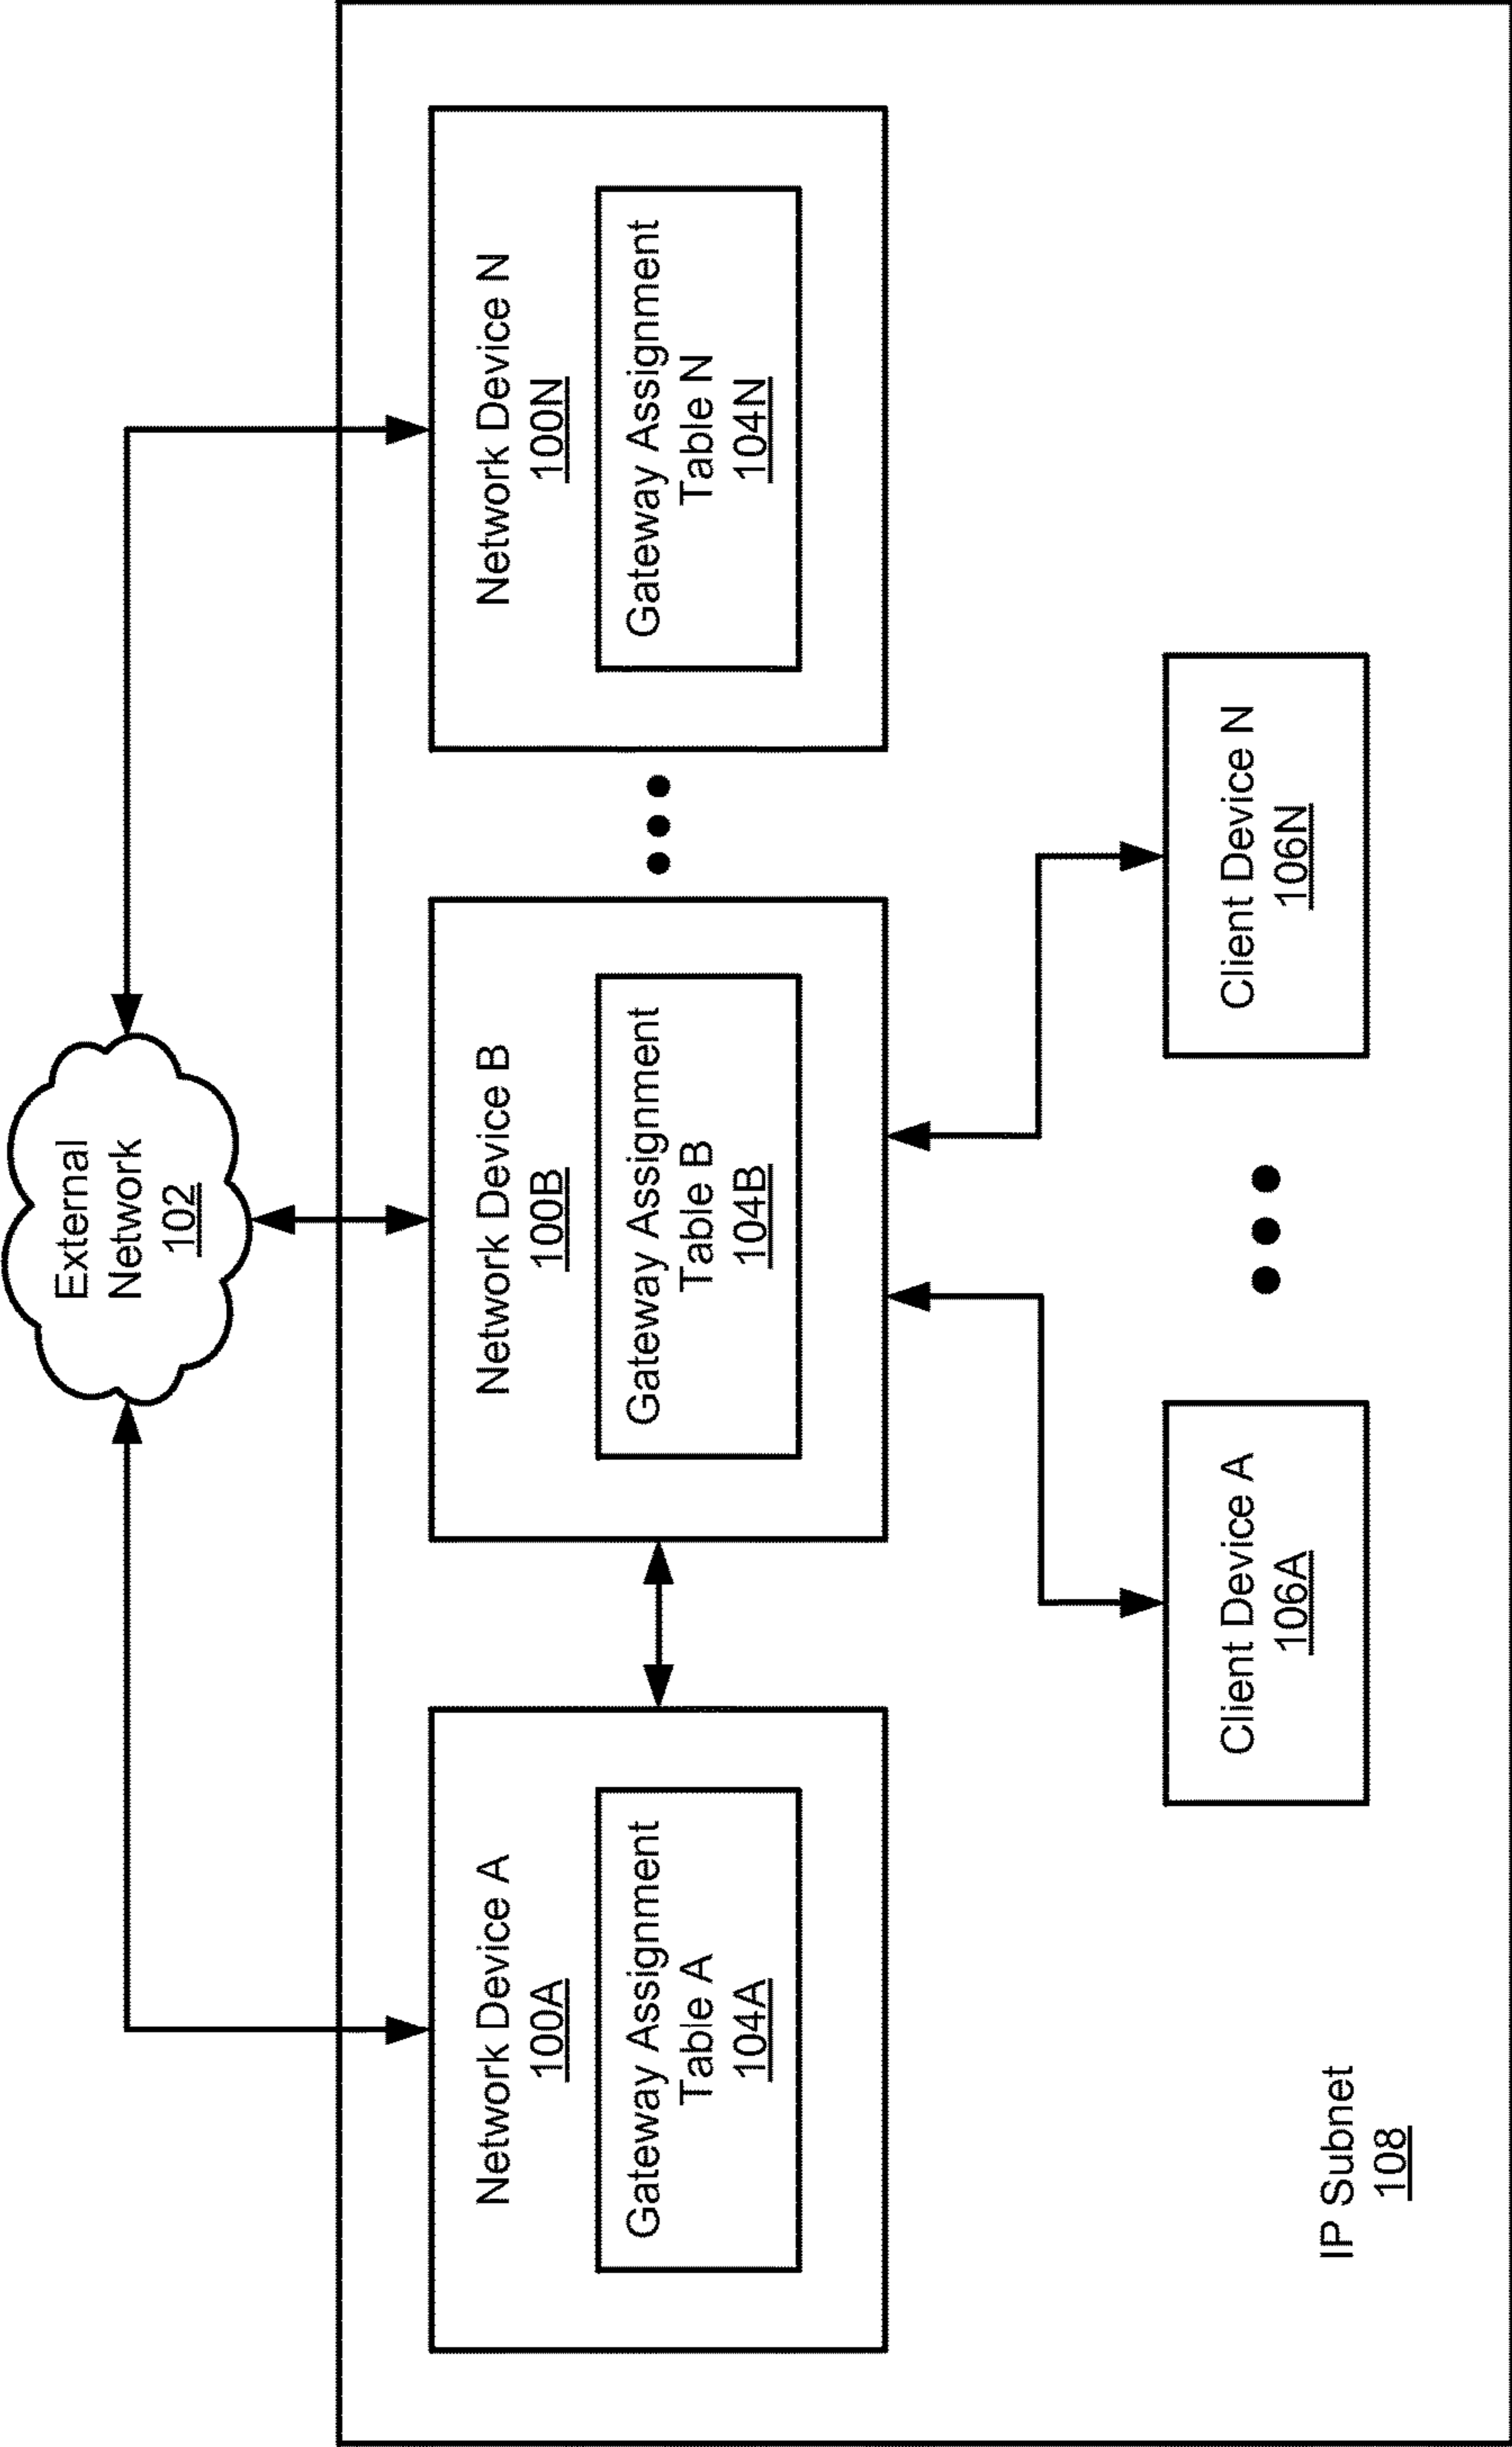 External
Network
102
Network Device A
100A
Gateway Assignment
Table A
104A
Network Device B
100B
Gateway Assignment
Table B
104B
Network Device N
100N
Gateway Assignment
Table N
104N
Client Device A
106A
Client Device N
106N
IP Subnet
108